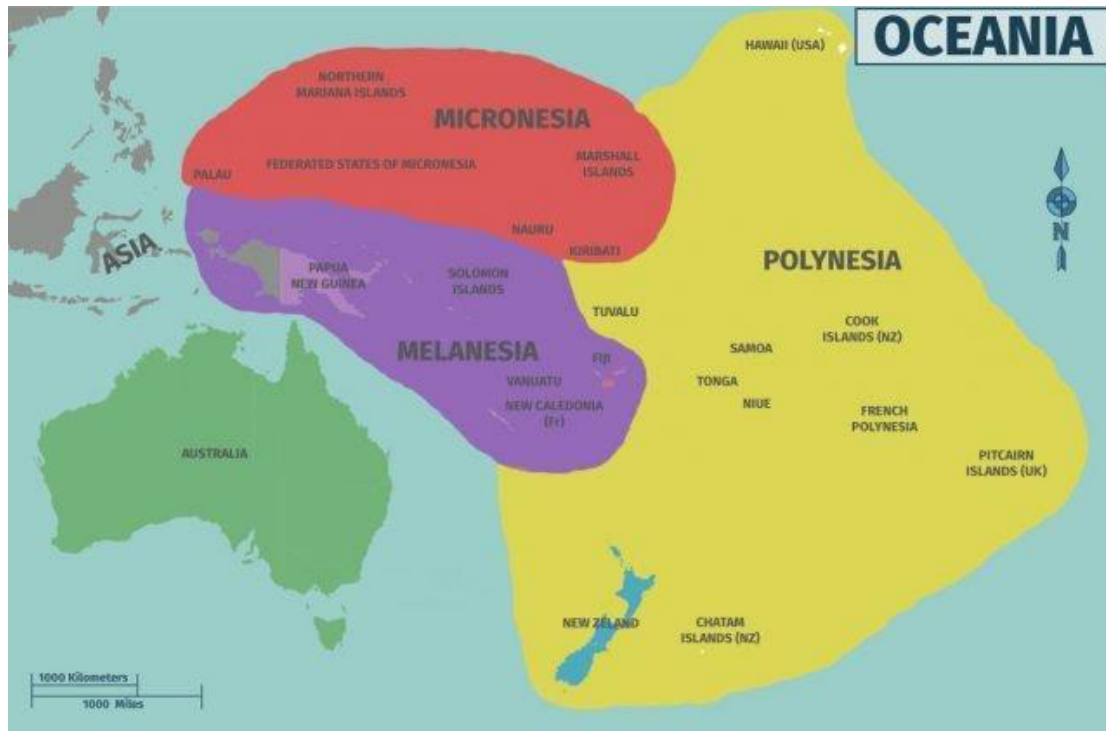 OCEANIA
HAWAII (USA)
NORTHERN
MARIANA ISLANDS
MICRONESIA
FEDERATED STATES OF MICRONESIA
MARSHALL
ISLANDS
PALAU
NAURU
KIRIBATI
ASIA
N
POLYNESIA
PAPUA
NEW GUINEA
SOLOMON
ISLANDS
TUVALU
COOK
ISLANDS (NZ)
SAMOA
MELANESIA
FIJI
VANUATU
TONGA
NIUE
NEW CALEDONIA
(Fr)
FRENCH
POLYNESIA
AUSTRALIA
PITCAIRN
ISLANDS (UK)
NEW ZELAND
CHATAM
ISLANDS (NZ)
1000 Kilometers
1000 Miles